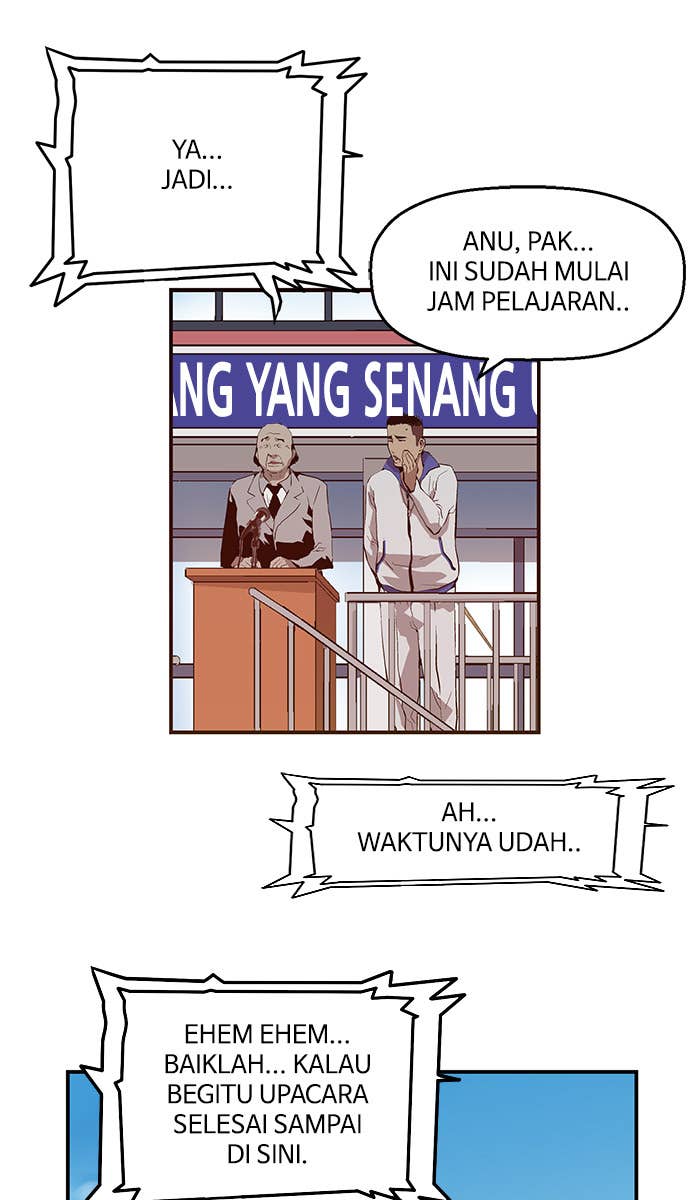 YA...
JADI...
ANU, PAK...
INI SUDAH MULAI
JAM PELAJARAN..
ANG YANG SENANG
AH...
WAKTUNYA UDAH..
EHEM EHEM...
BAIKLAH... KALAU
BEGITU UPACARA
SELESAI SAMPAI
DI SINI.